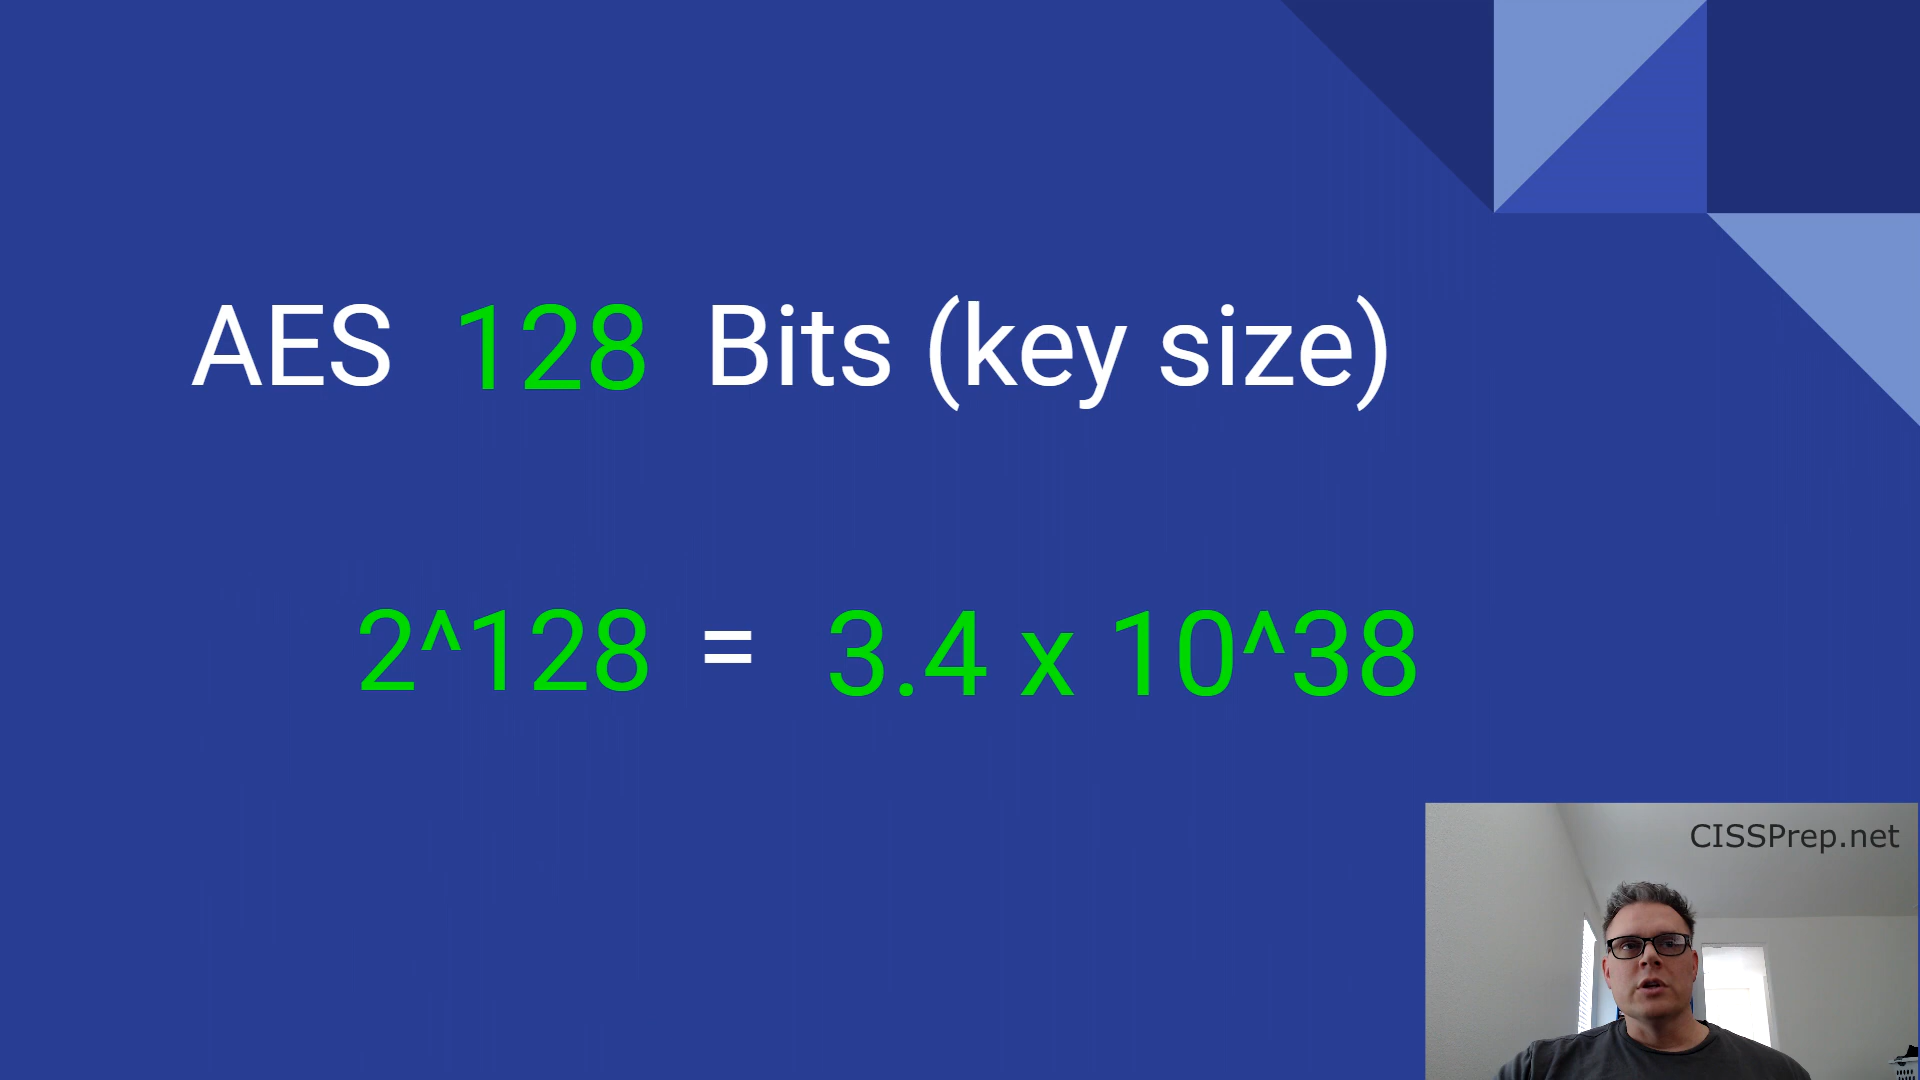 AES 128 Bits (key size)
2^128 = 3.4 x 10^38
CISSPrep.net